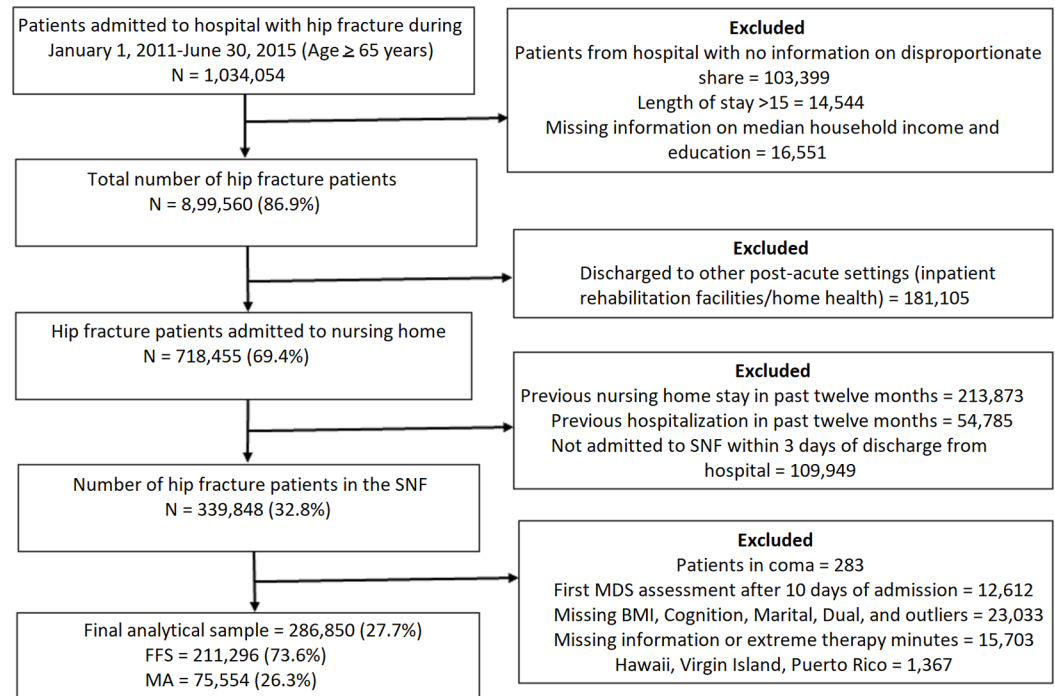 Patients admitted to hospital with hip fracture during
January 1, 2011-June 30, 2015 (Age ≥ 65 years)
N = 1,034,054
Excluded
Patients from hospital with no information on disproportionate
share = 103,399
Length of stay >15 = 14,544
Missing information on median household income and
education = 16,551
Total number of hip fracture patients
N = 8,99,560 (86.9%)
Excluded
Discharged to other post-acute settings (inpatient
rehabilitation facilities/home health) = 181,105
Hip fracture patients admitted to nursing home
N = 718,455 (69.4%)
Excluded
Previous nursing home stay in past twelve months = 213,873
Previous hospitalization in past twelve months = 54,785
Not admitted to SNF within 3 days of discharge from
hospital = 109,949
Number of hip fracture patients in the SNF
N = 339,848 (32.8%)
Excluded
Patients in coma = 283
First MDS assessment after 10 days of admission = 12,612
Missing BMI, Cognition, Marital, Dual, and outliers = 23,033
Missing information or extreme therapy minutes = 15,703
Hawaii, Virgin Island, Puerto Rico = 1,367
Final analytical sample = 286,850 (27.7%)
FFS = 211,296 (73.6%)
MA = 75,554 (26.3%)